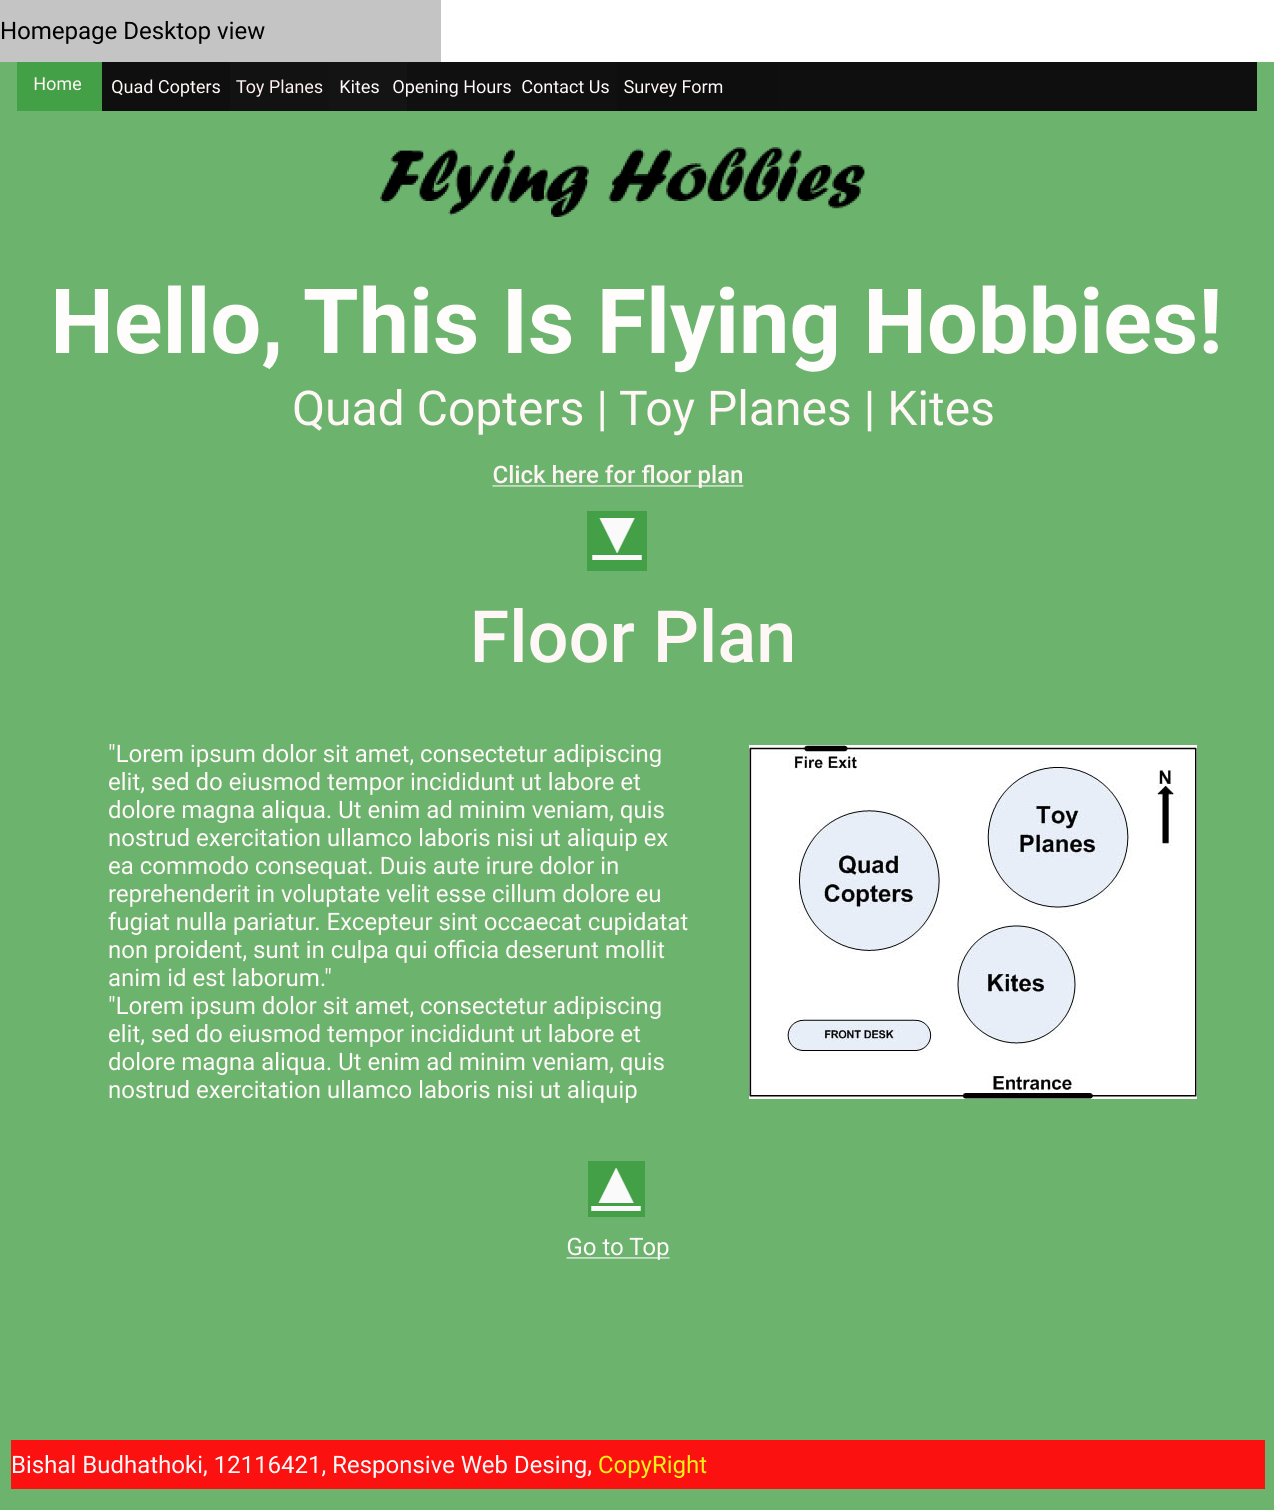 Homepage Desktop view
Home Quad Copters Toy Planes Kites Opening Hours Contact Us Survey Form
Flying Hobbies
Hello, This Is Flying Hobbies!
Quad Copters | Toy Planes | Kites
Click here for floor plan
Floor Plan
"Lorem ipsum dolor sit amet, consectetur adipiscing
elit, sed do eiusmod tempor incididunt ut labore et
dolore magna aliqua. Ut enim ad minim veniam, quis
nostrud exercitation ullamco laboris nisi ut aliquip ex
ea commodo consequat. Duis aute irure dolor in
reprehenderit in voluptate velit esse cillum dolore eu
fugiat nulla pariatur. Excepteur sint occaecat cupidatat
non proident, sunt in culpa qui officia deserunt mollit
anim id est laborum."
"Lorem ipsum dolor sit amet, consectetur adipiscing
elit, sed do eiusmod tempor incididunt ut labore et
dolore magna aliqua. Ut enim ad minim veniam, quis
nostrud exercitation ullamco laboris nisi ut aliquip
Fire Exit
N
Toy
Planes
Quad
Copters
Kites
FRONT DESK
Entrance
Go to Top
Bishal Budhathoki, 12116421, Responsive Web Desing, CopyRight